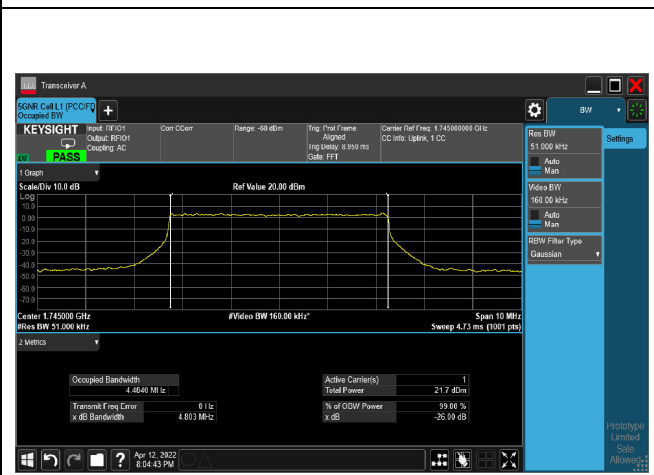 Transceiver A
5GNR Call L1 (PCC/FD
Occupied BW
KEYSIGHT
PASS
Input: RFIO1
Output: RFIO1
Coupling: AC
Corr CCorr
Range: -60 dBm
Trig: Prot Frame
Aligned
Trig Delay: 8.950 ms
Gate: FFT
Carrier Ref Freq: 1.745000000 GHz
CC Info: Uplink, 1 CC
BW
Settings
Res BW
51.000 kHz
Auto
Man
Video BW
160.00 kHz
Auto
Man
RBW Filter Type
Gaussian
1 Graph
Scale/Div 10.0 dB
Ref Value 20.00 dBm
Log
10.0
0.00
-10.0
-20.0
-30.0
-40.0
-50.0
-60.0
-70.0
Center 1.745000 GHz
#Video BW 160.00 kHz*
Span 10 MHz
#Res BW 51.000 kHz
Sweep 4.73 ms (1001 pts)
2 Metrics
Occupied Bandwidth
MHz
Transmit Freq Error
0 Hz
x dB Bandwidth
4.803 MHz
Active Carrier(s)
1
Total Power
21.7 dBm
% of OBW Power
99.00 %
x dB
-26.00 dB
Apr 12, 2022
8:04:43 PM
Prototype
Limited
Sale
Allowed